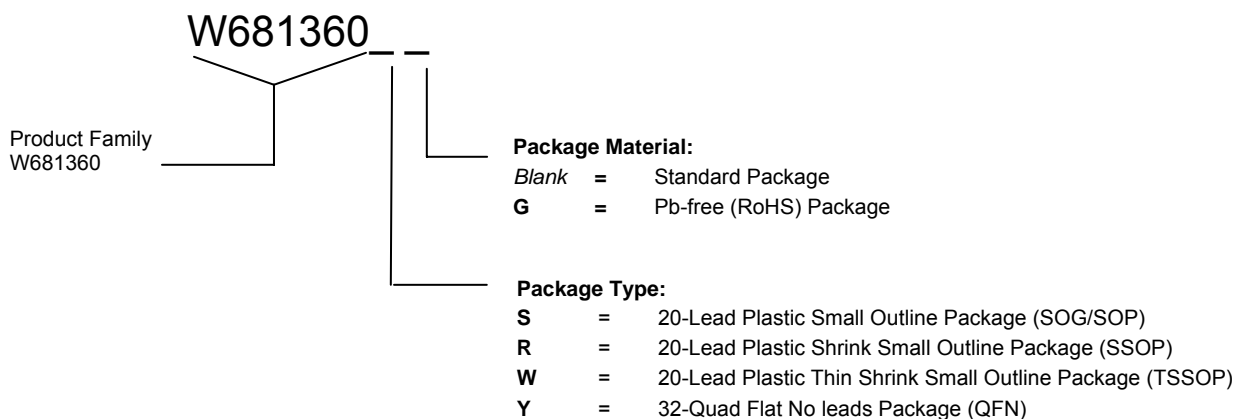 W681360_ _
Product Family
W681360
Package Material:
Blank = Standard Package
G = Pb-free (RoHS) Package
Package Type:
S = 20-Lead Plastic Small Outline Package (SOG/SOP)
R = 20-Lead Plastic Shrink Small Outline Package (SSOP)
W = 20-Lead Plastic Thin Shrink Small Outline Package (TSSOP)
Y = 32-Quad Flat No leads Package (QFN)